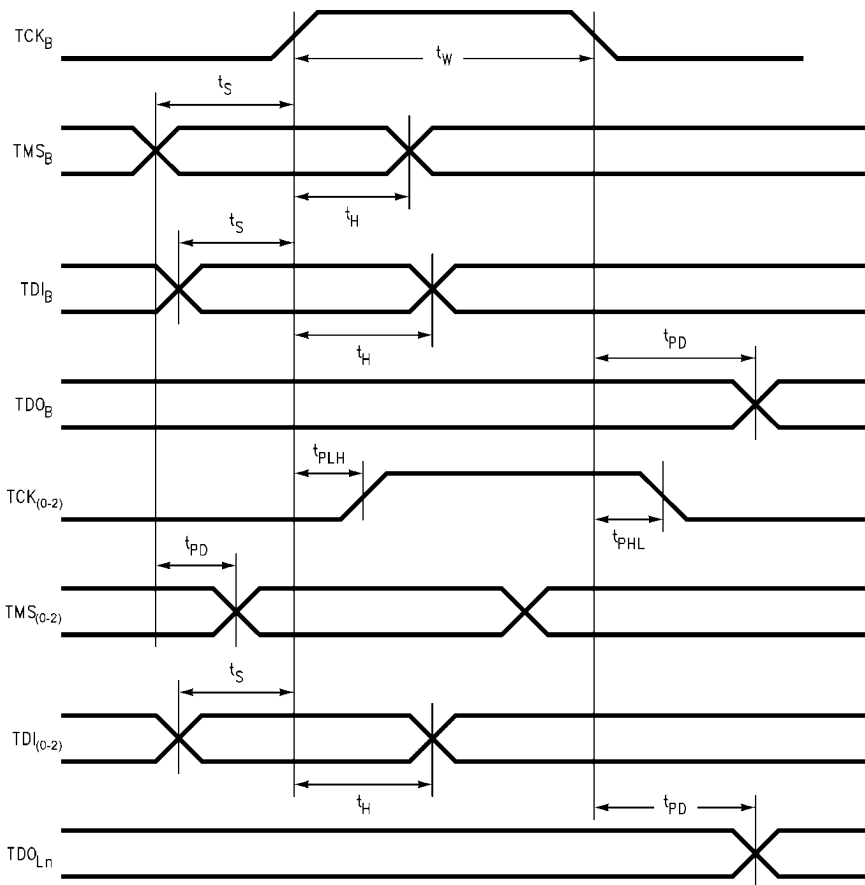 TCK_B
t_W
t_S
TMS_B
t_H
t_S
TDI_B
t_H
t_PD
TDO_B
t_PLH
TCK_(0-2)
t_PHL
t_PD
TMS_(0-2)
t_S
TDI_(0-2)
t_H
t_PD
TDO_Ln